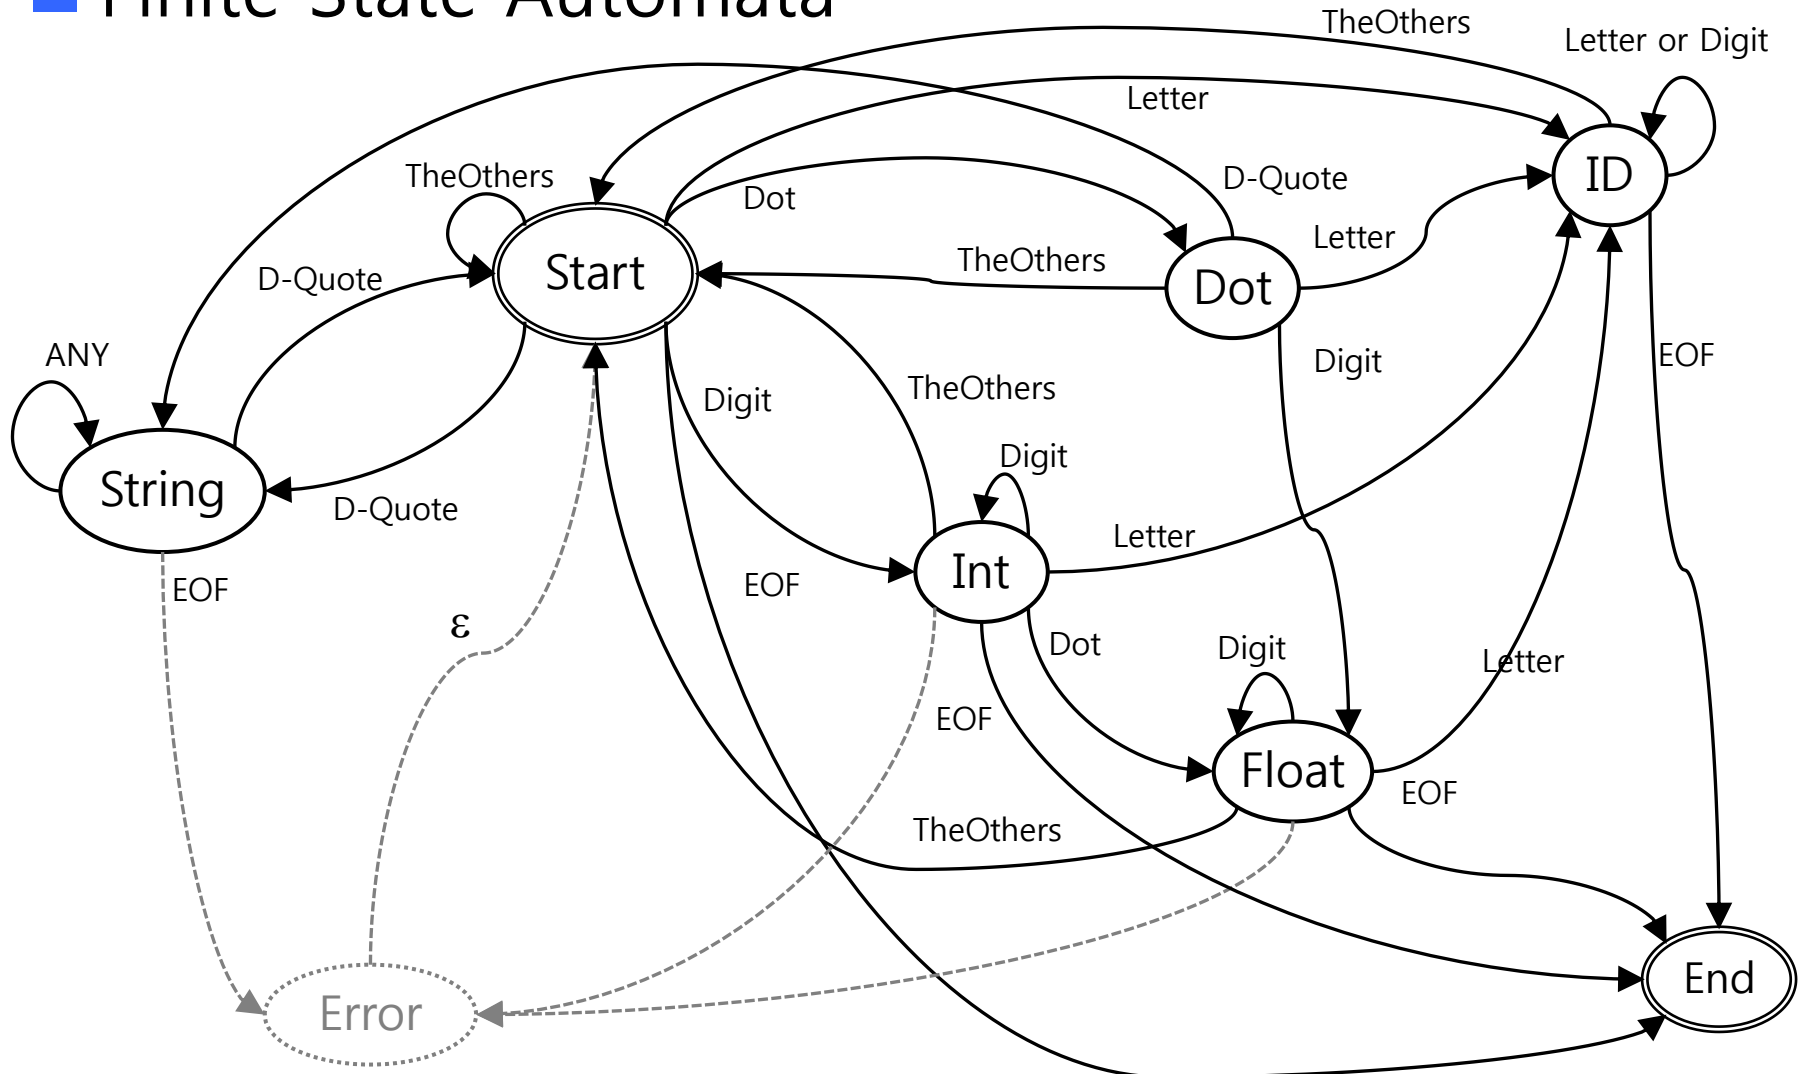 Finite State Automata
TheOthers
Letter or Digit
Letter
ID
TheOthers
D-Quote
Dot
Letter
Start
TheOthers
Dot
D-Quote
ANY
EOF
Digit
TheOthers
Digit
Digit
String
D-Quote
Letter
Int
EOF
EOF
ε
Dot
Digit
Letter
EOF
Float
EOF
TheOthers
End
Error